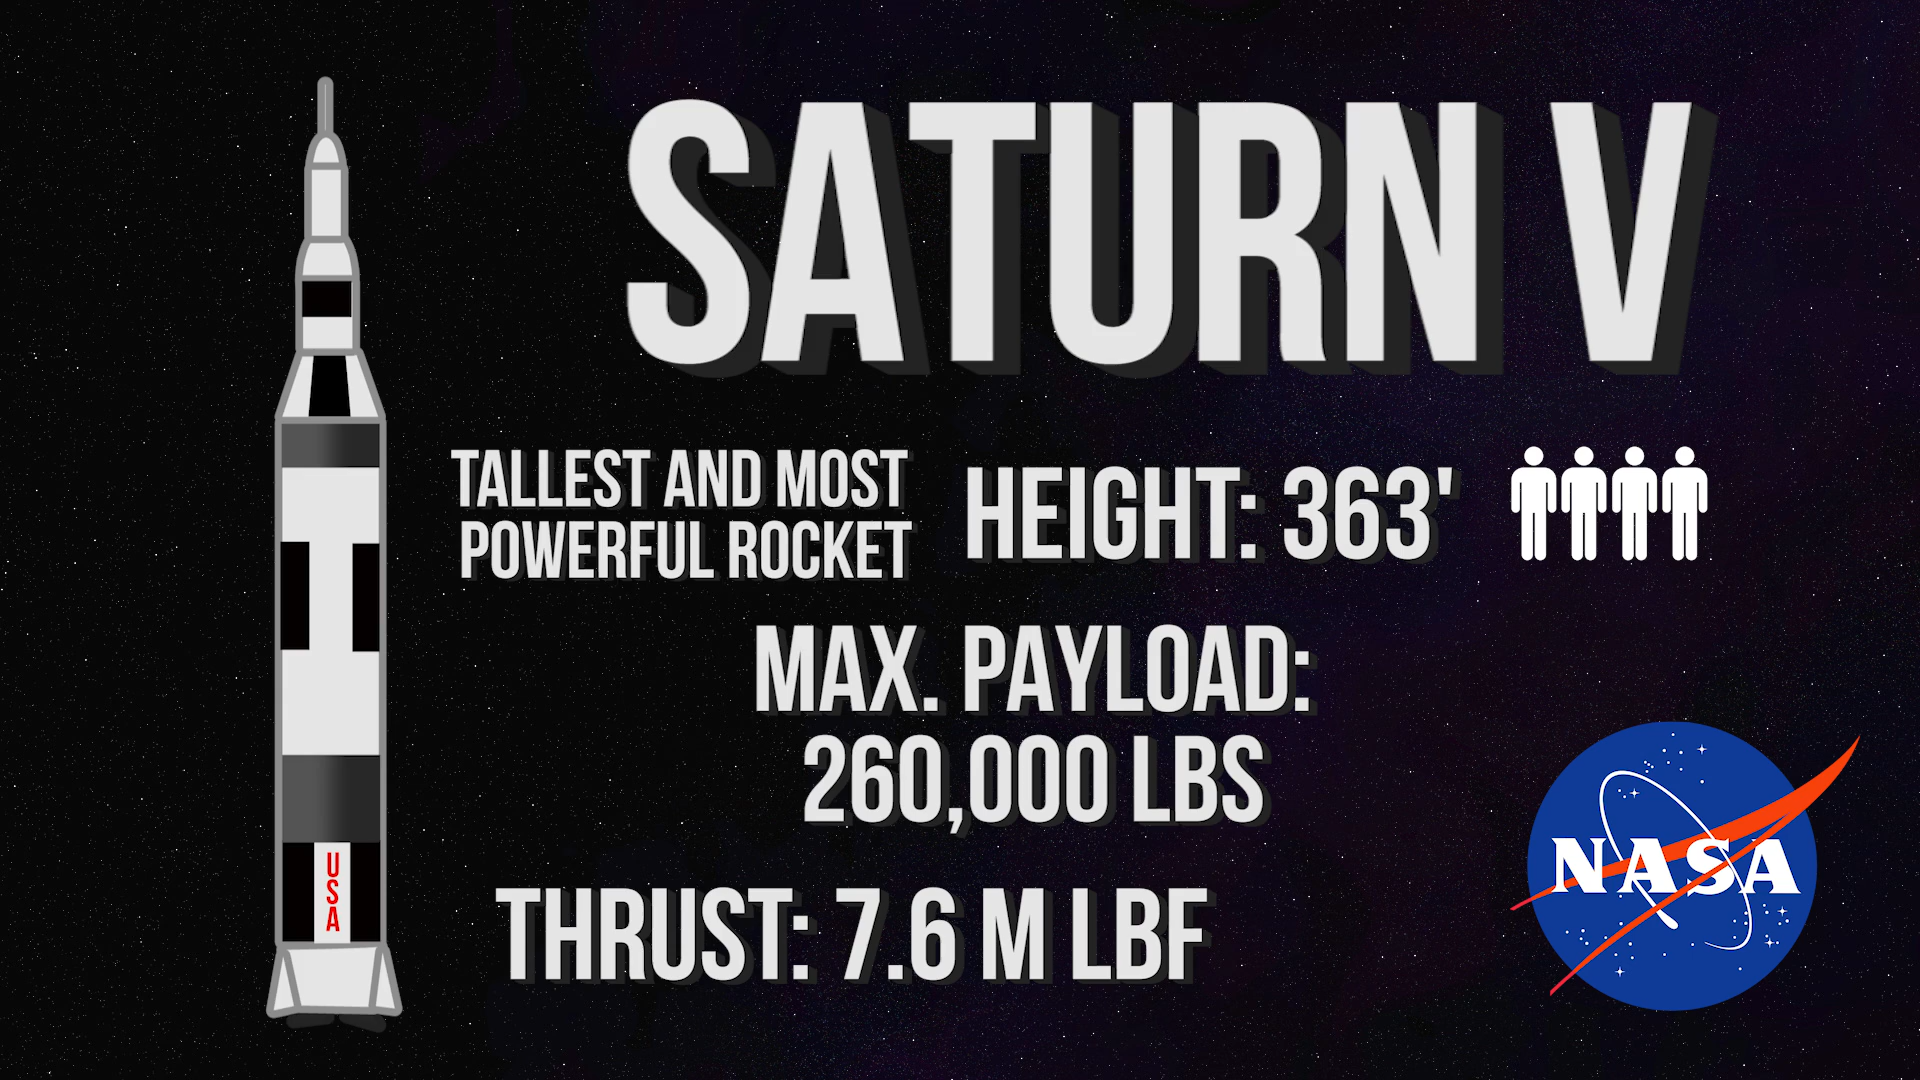 SATURN V
TALLEST AND MOST
POWERFUL ROCKET
HEIGHT: 363'
MAX. PAYLOAD:
260,000 LBS
THRUST: 7.6 M LBF
USA
NASA